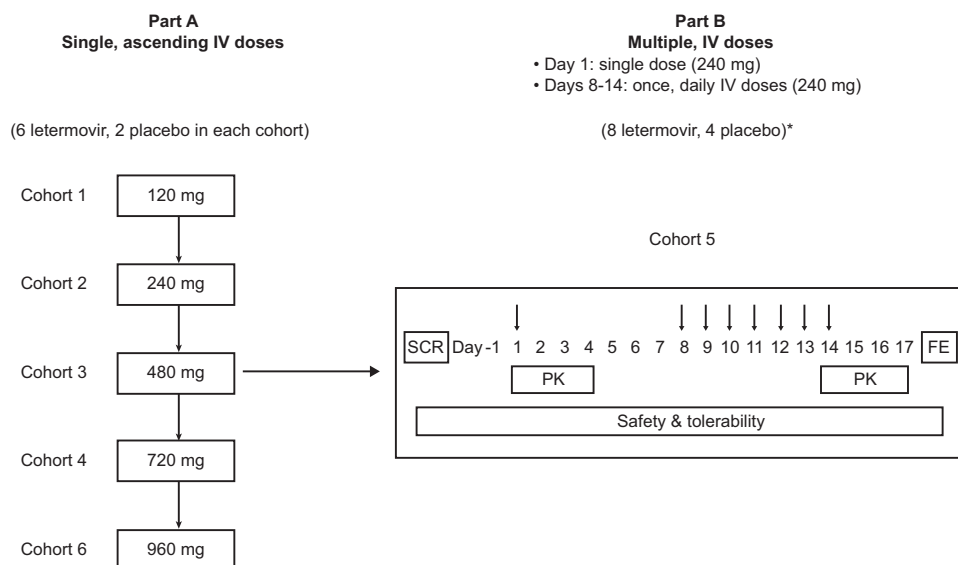 Part A
Single, ascending IV doses
(6 letermovir, 2 placebo in each cohort)
Cohort 1
120 mg
Cohort 2
240 mg
Cohort 3
480 mg
Cohort 4
720 mg
Cohort 6
960 mg
Part B
Multiple, IV doses
• Day 1: single dose (240 mg)
• Days 8-14: once, daily IV doses (240 mg)
(8 letermovir, 4 placebo)*
Cohort 5
SCR Day -1 1 2 3 4 5 6 7 8 9 10 11 12 13 14 15 16 17 FE
PK PK
Safety & tolerability